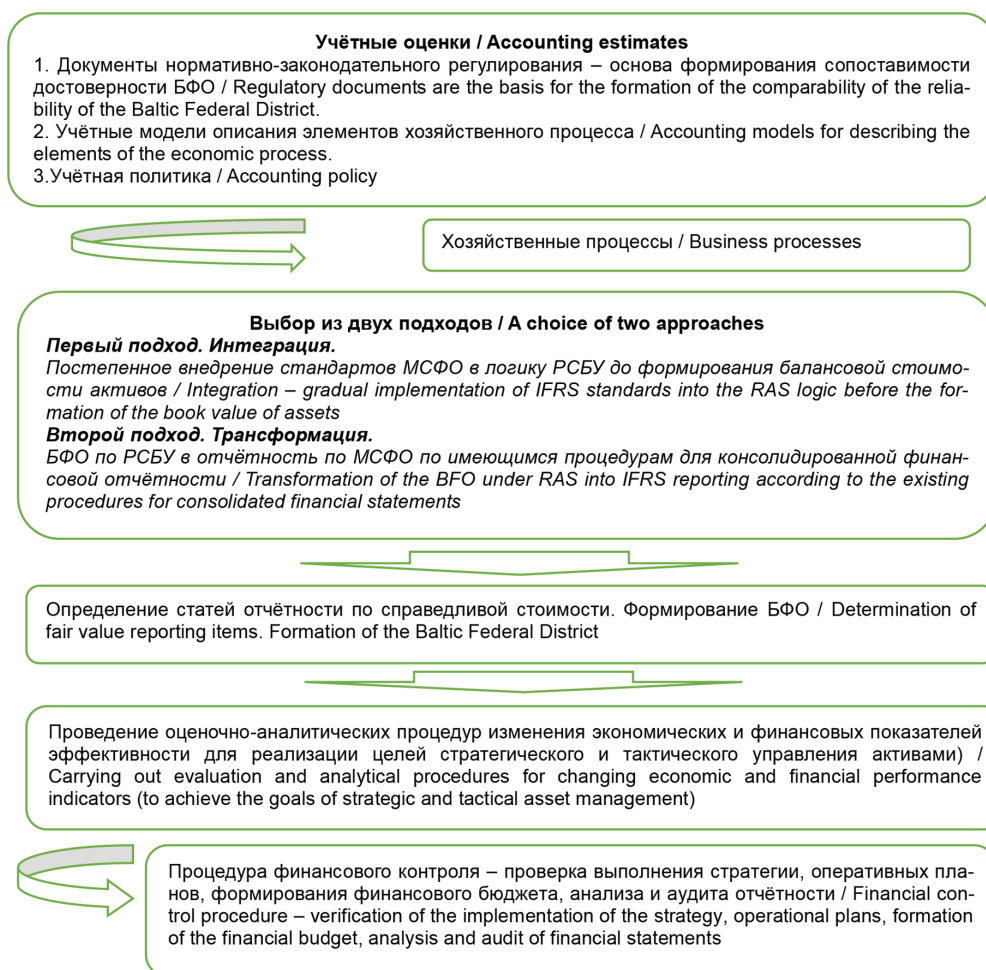 Учётные оценки / Accounting estimates
1. Документы нормативно-законодательного регулирования – основа формирования сопоставимости
достоверности БФО / Regulatory documents are the basis for the formation of the comparability of the relia-
bility of the Baltic Federal District.
2. Учётные модели описания элементов хозяйственного процесса / Accounting models for describing the
elements of the economic process.
3.Учётная политика / Accounting policy
Хозяйственные процессы / Business processes
Выбор из двух подходов / A choice of two approaches
Первый подход. Интеграция.
Постепенное внедрение стандартов МСФО в логику РСБУ до формирования балансовой стоимо-
сти активов / Integration – gradual implementation of IFRS standards into the RAS logic before the for-
mation of the book value of assets
Второй подход. Трансформация.
БФО по РСБУ в отчётность по МСФО по имеющимся процедурам для консолидированной финан-
совой отчётности / Transformation of the BFO under RAS into IFRS reporting according to the existing
procedures for consolidated financial statements
Определение статей отчётности по справедливой стоимости. Формирование БФО / Determination of
fair value reporting items. Formation of the Baltic Federal District
Проведение оценочно-аналитических процедур изменения экономических и финансовых показателей
эффективности для реализации целей стратегического и тактического управления активами) /
Carrying out evaluation and analytical procedures for changing economic and financial performance
indicators (to achieve the goals of strategic and tactical asset management)
Процедура финансового контроля – проверка выполнения стратегии, оперативных пла-
нов, формирования финансового бюджета, анализа и аудита отчётности / Financial con-
trol procedure – verification of the implementation of the strategy, operational plans, formation
of the financial budget, analysis and audit of financial statements